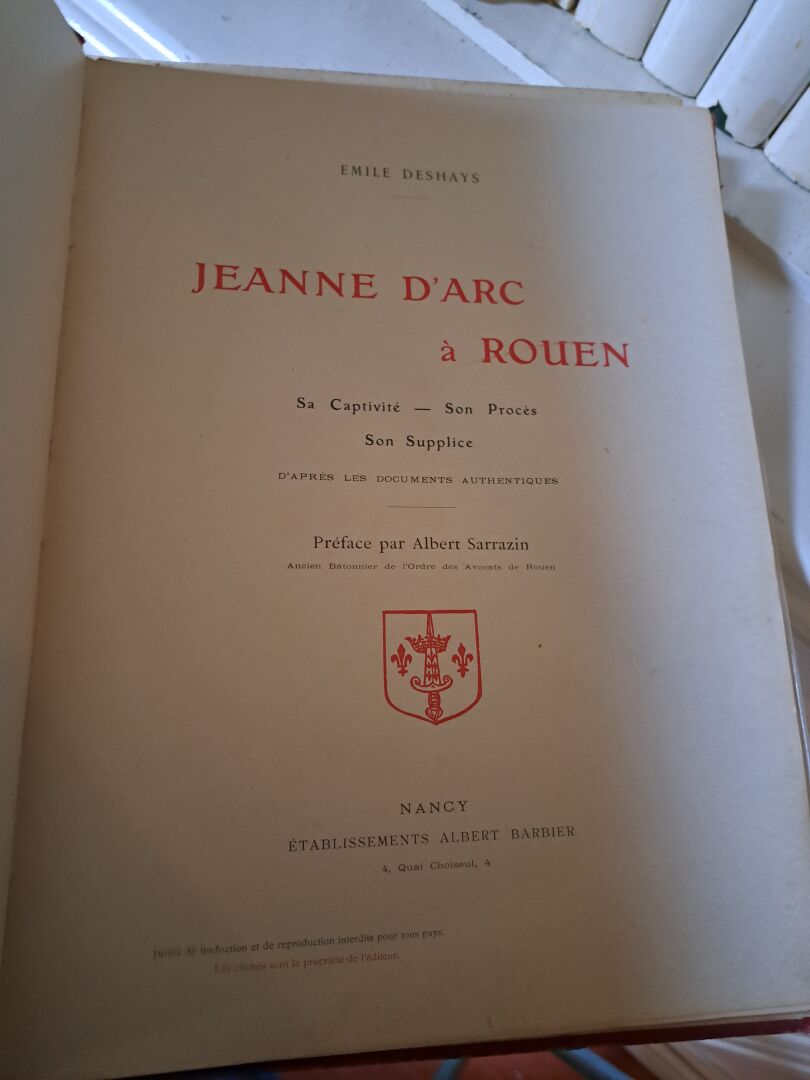 EMILE DESHAYS
JEANNE D'ARC
à ROUEN
Sa Captivité — Son Procès
Son Supplice
D'APRÈS LES DOCUMENTS AUTHENTIQUES
Préface par Albert Sarrazin
Ancien Bâtonnier de l'Ordre des Avocats de Rouen
NANCY
ÉTABLISSEMENTS ALBERT BARBIER
4, Quai Choiseul, 4
Droits de traduction et de reproduction interdits pour tous pays.
Les clichés sont la propriété de l'éditeur.